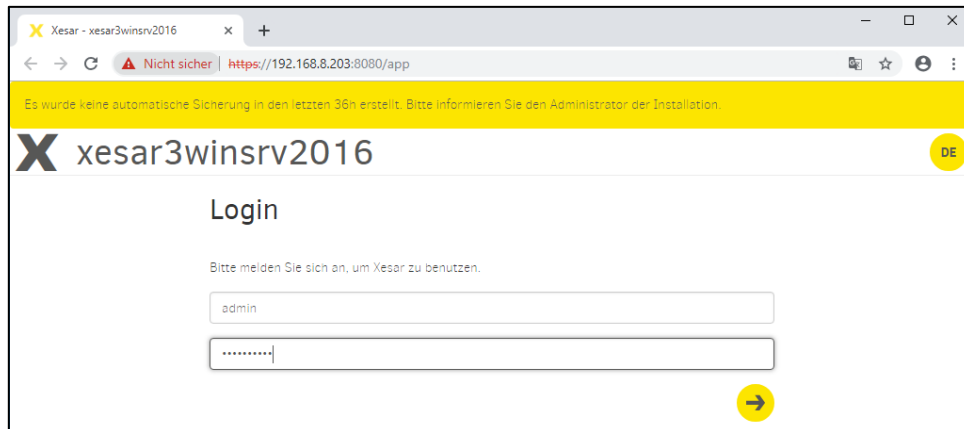 Xesar - xesar3winsrv2016
Nicht sicher | https://192.168.8.203:8080/app
Es wurde keine automatische Sicherung in den letzten 36h erstellt. Bitte informieren Sie den Administrator der Installation.
X xesar3winsrv2016
DE
Login
Bitte melden Sie sich an, um Xesar zu benutzen.
admin
••••••••••